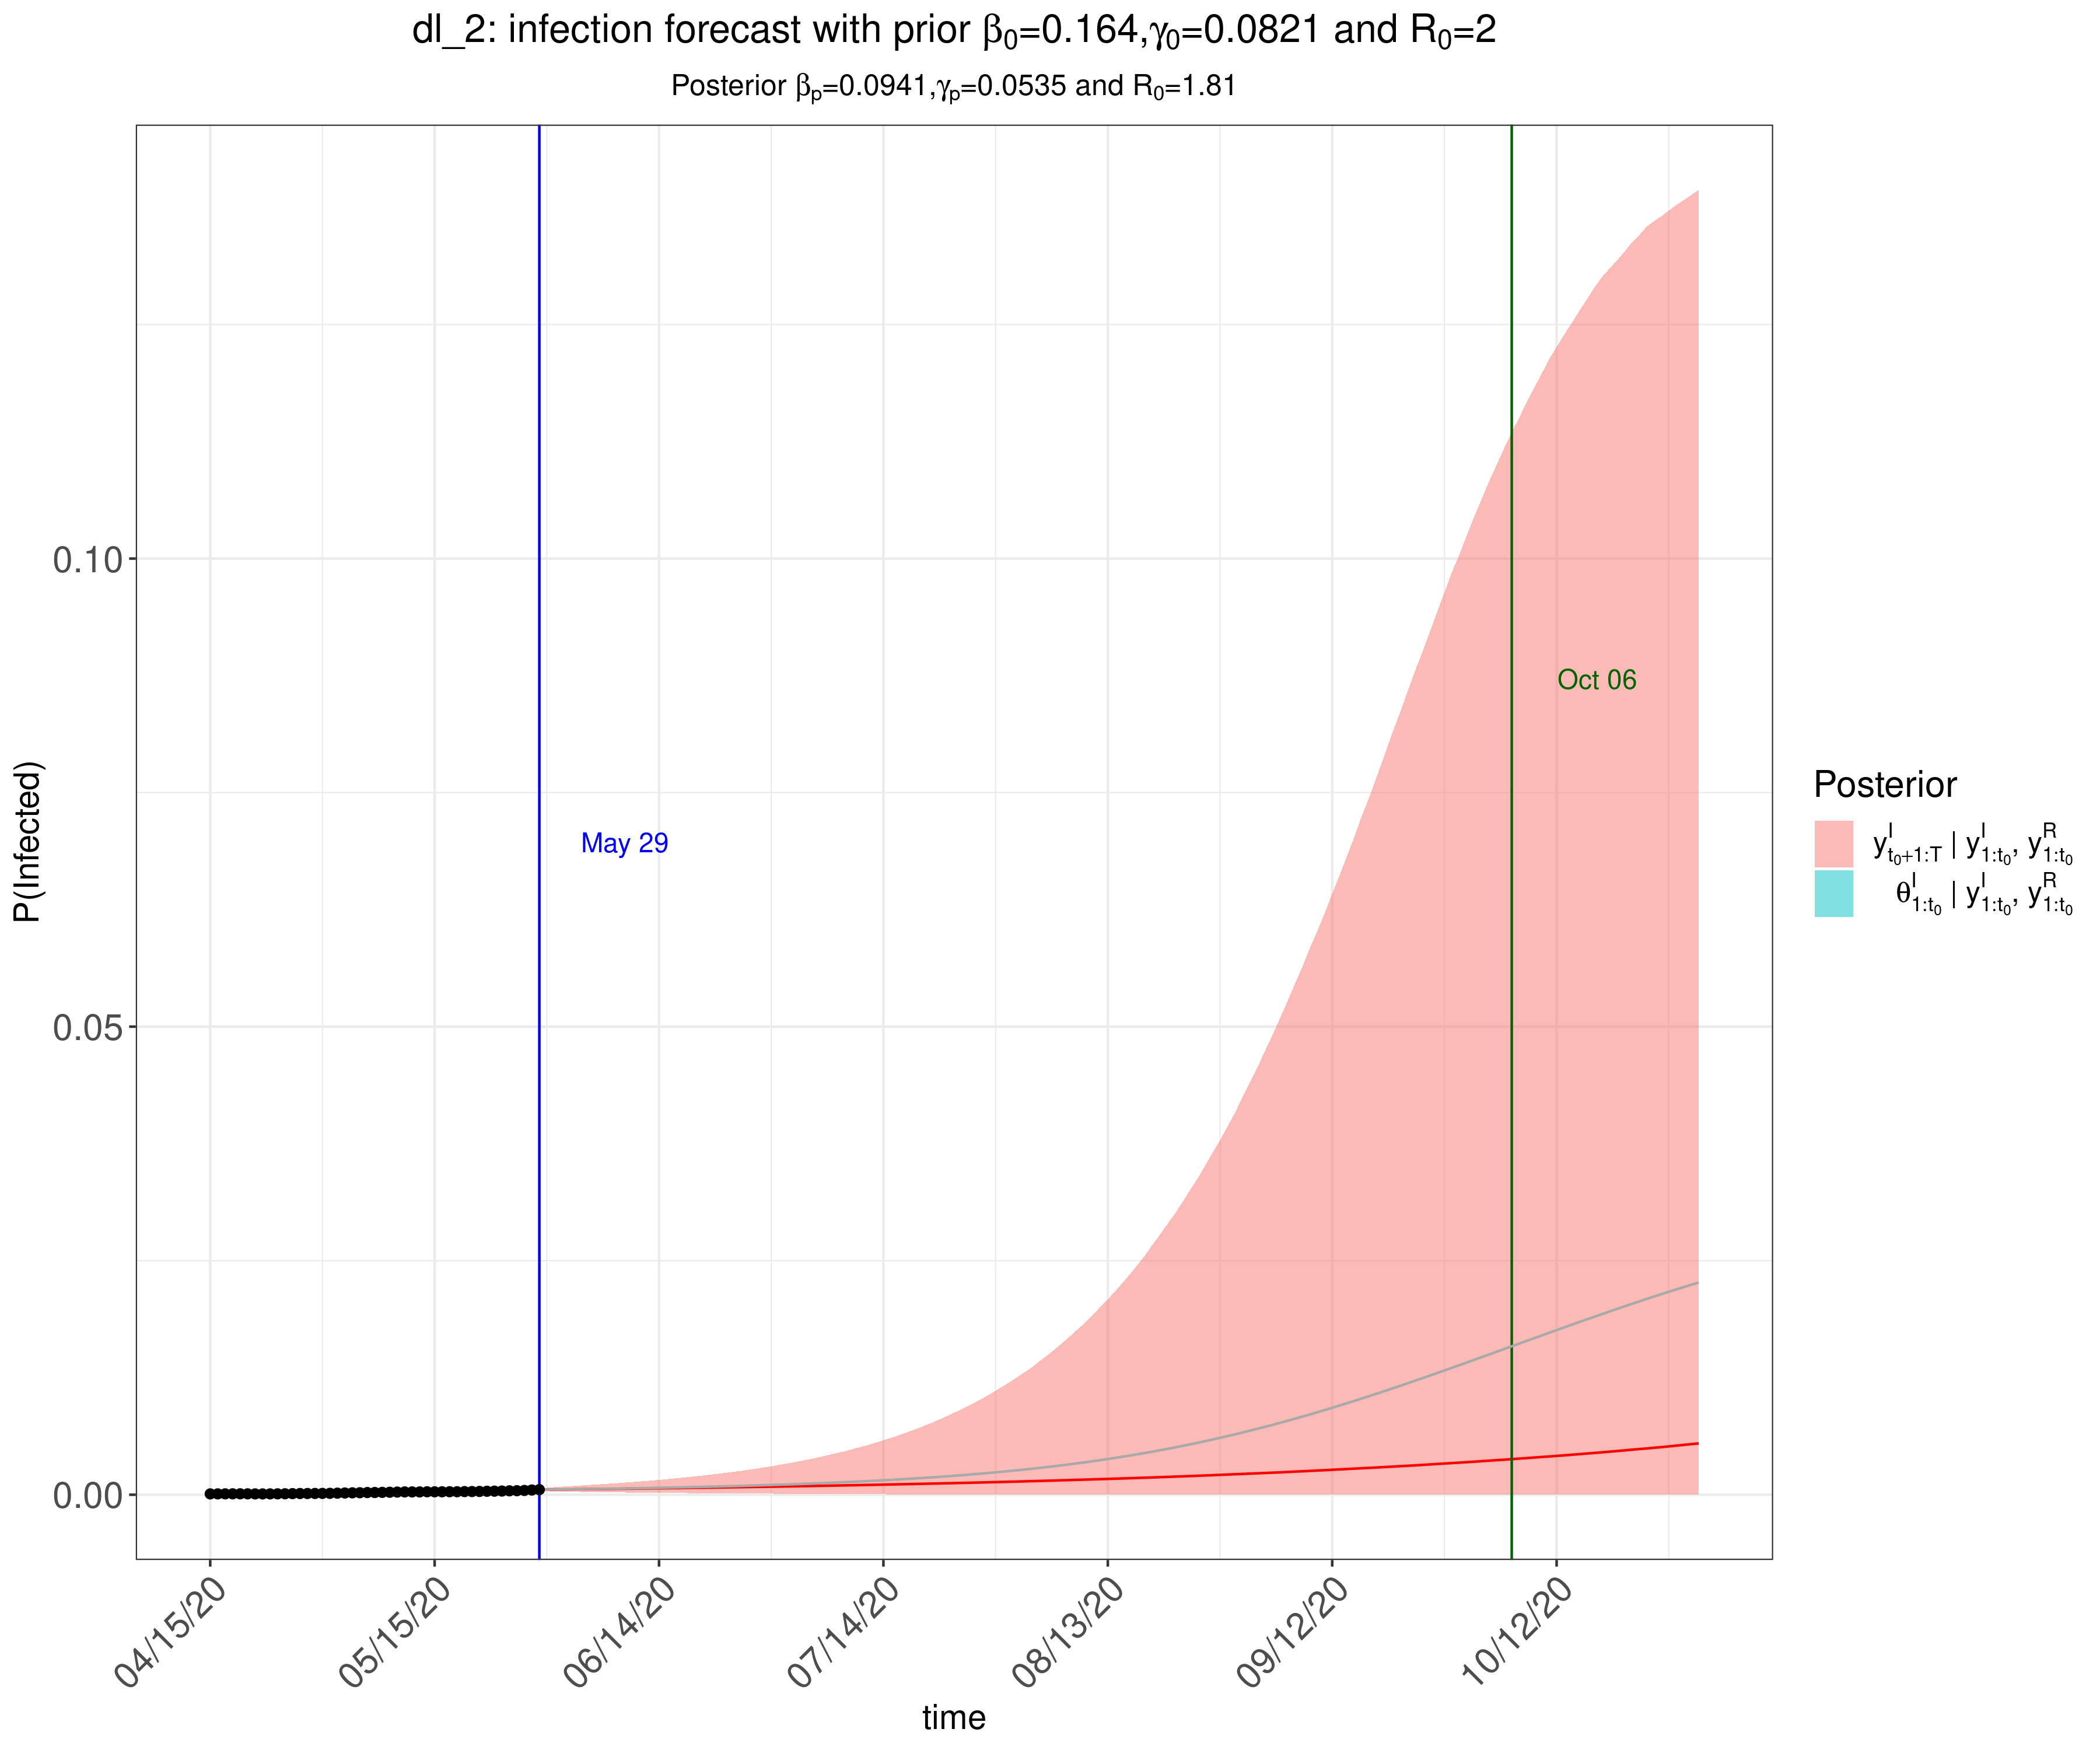 dl_2: infection forecast with prior β₀=0.164,γ₀=0.0821 and R₀=2
Posterior βₚ=0.0941,γₚ=0.0535 and R₀=1.81
P(Infected)
0.10
0.05
0.00
May 29
Oct 06
04/15/20
05/15/20
06/14/20
07/14/20
08/13/20
09/12/20
10/12/20
time
Posterior
y^I_{t₀+1:T} | y^I_{1:t₀}, y^R_{1:t₀}
θ^I_{1:t₀} | y^I_{1:t₀}, y^R_{1:t₀}